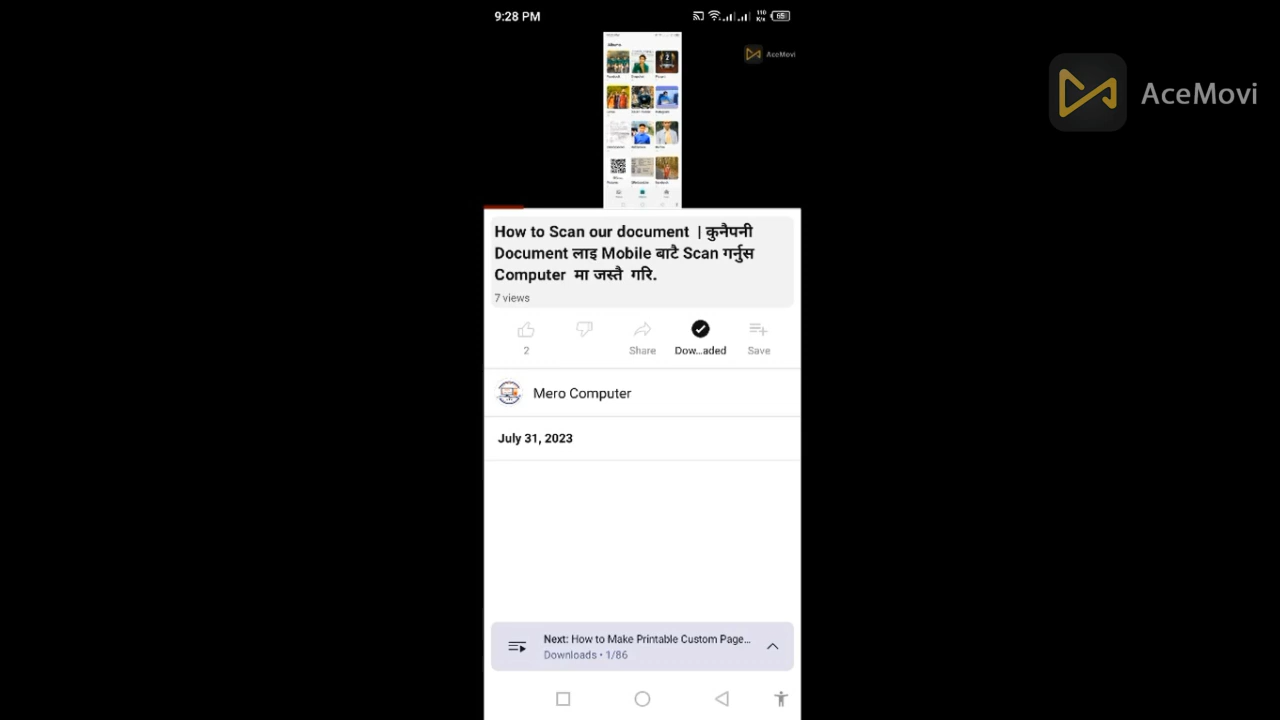 9:28 PM
AceMovi
AceMovi
How to Scan our document | कुनैपनी
Document लाइ Mobile बाटै Scan गर्नुस
Computer मा जस्तै गरि.
7 views
2
Share
Dow...aded
Save
Mero Computer
July 31, 2023
Next: How to Make Printable Custom Page...
Downloads • 1/86